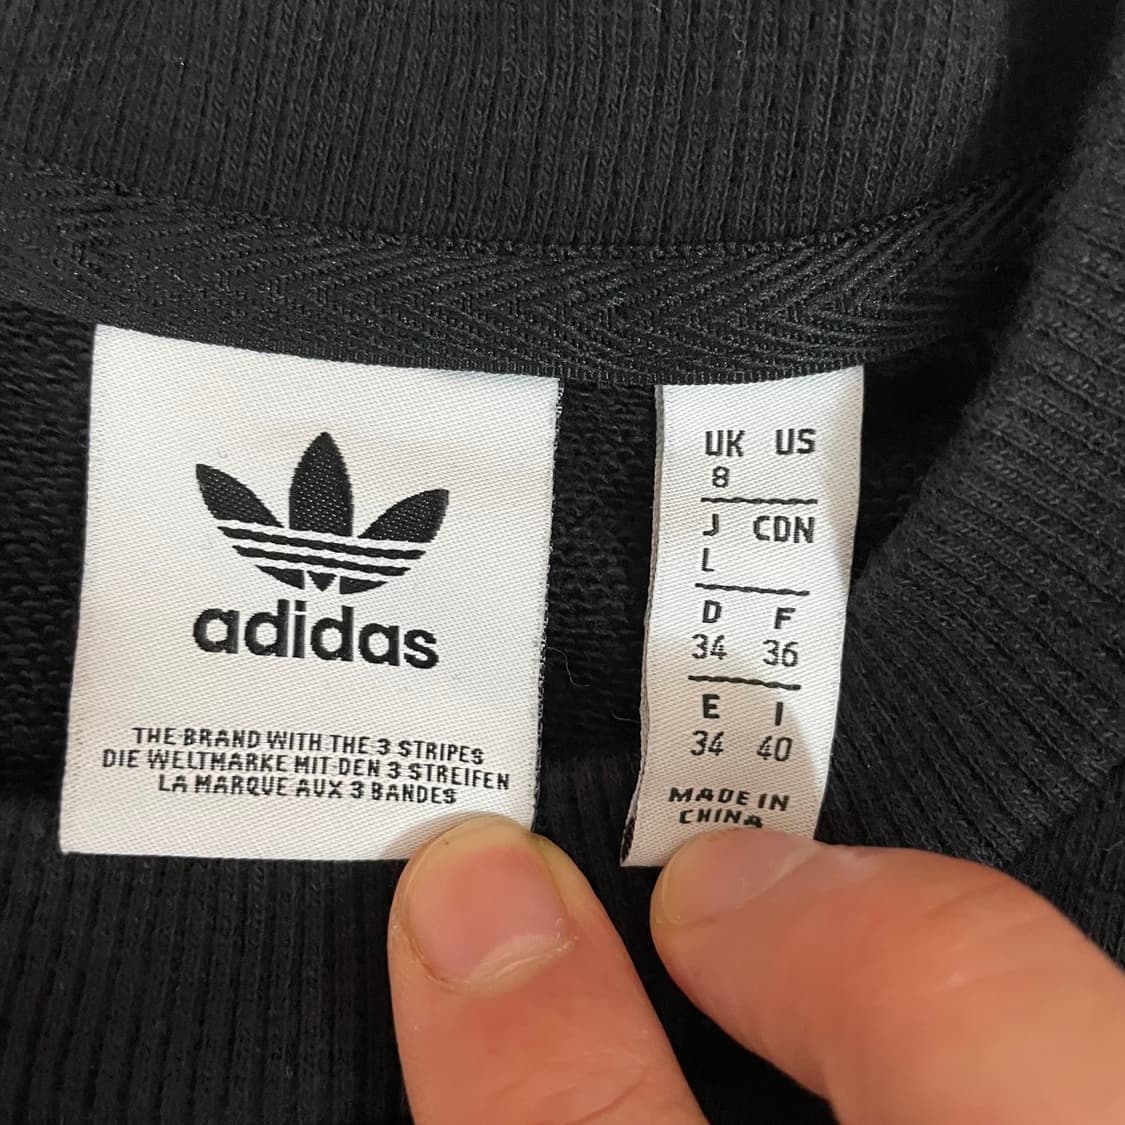 adidas
THE BRAND WITH THE 3 STRIPES
DIE WELTMARKE MIT DEN 3 STREIFEN
LA MARQUE AUX 3 BANDES
UK US
8
J CDN
L
D F
34 36
E I
34 40
MADE IN
CHINA